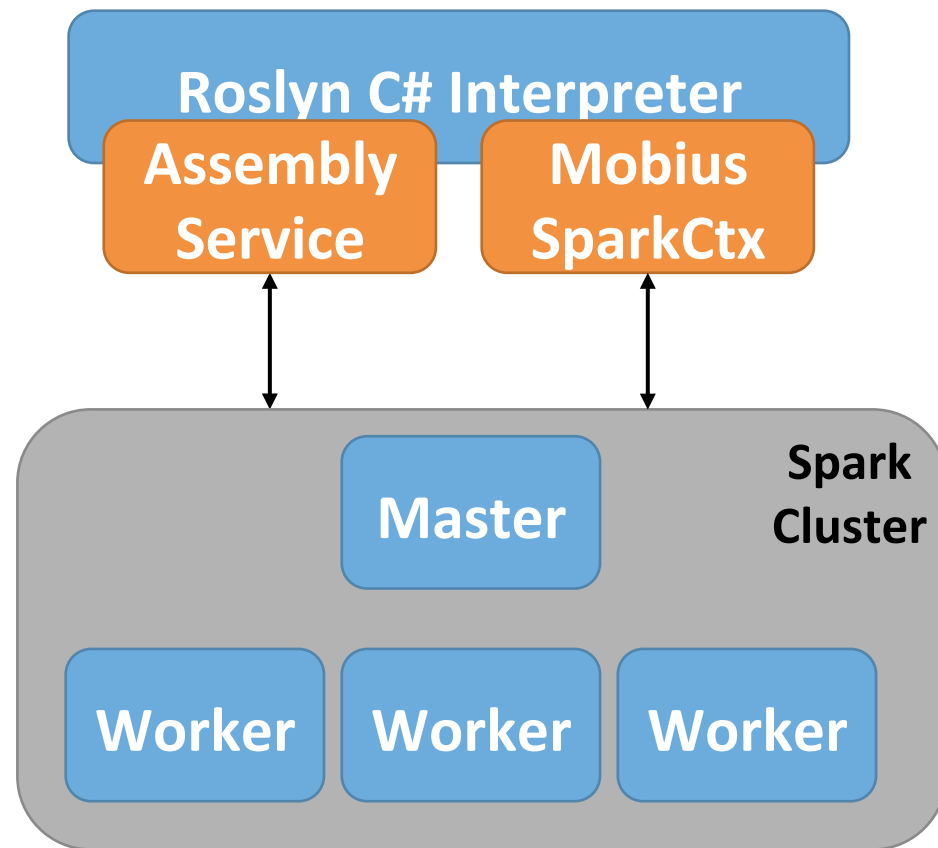 Roslyn C# Interpreter
Assembly
Service
Mobius
SparkCtx
Spark
Cluster
Master
Worker
Worker
Worker